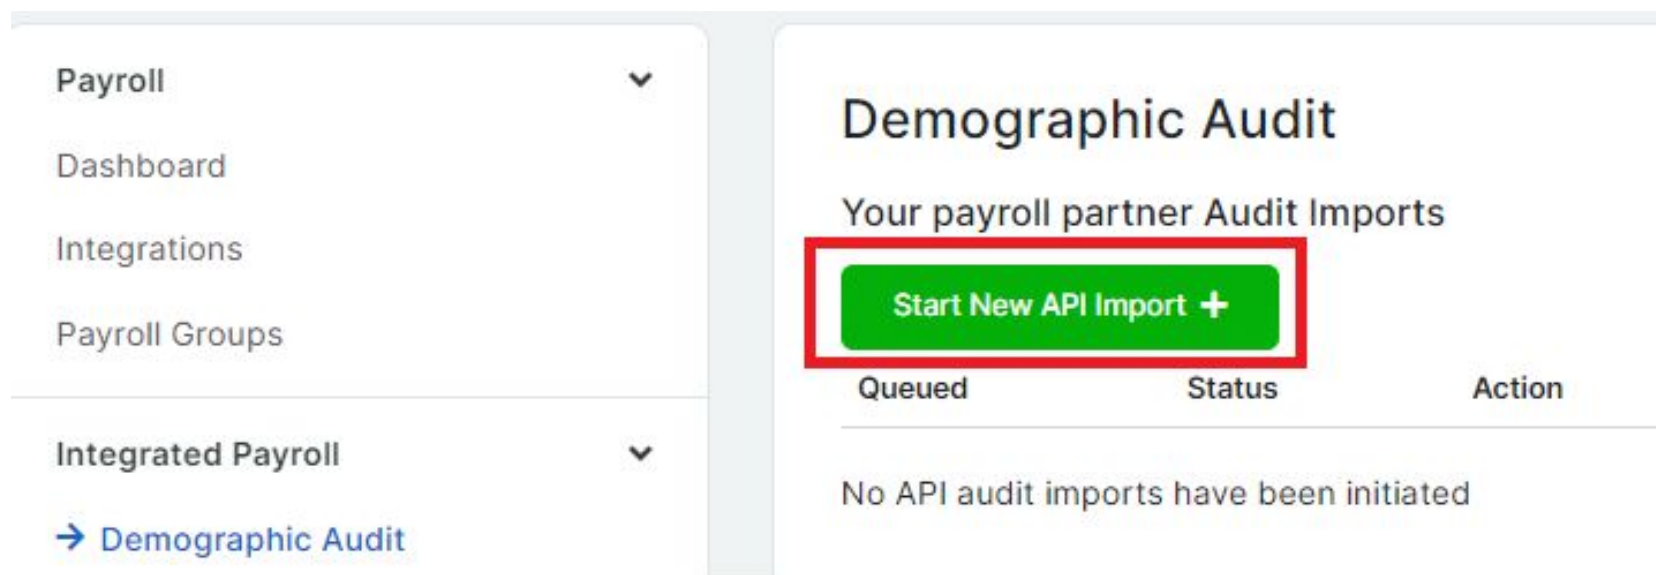 Payroll
Dashboard
Integrations
Payroll Groups
Integrated Payroll
Demographic Audit
Demographic Audit
Your payroll partner Audit Imports
Start New API Import +
Queued Status Action
No API audit imports have been initiated